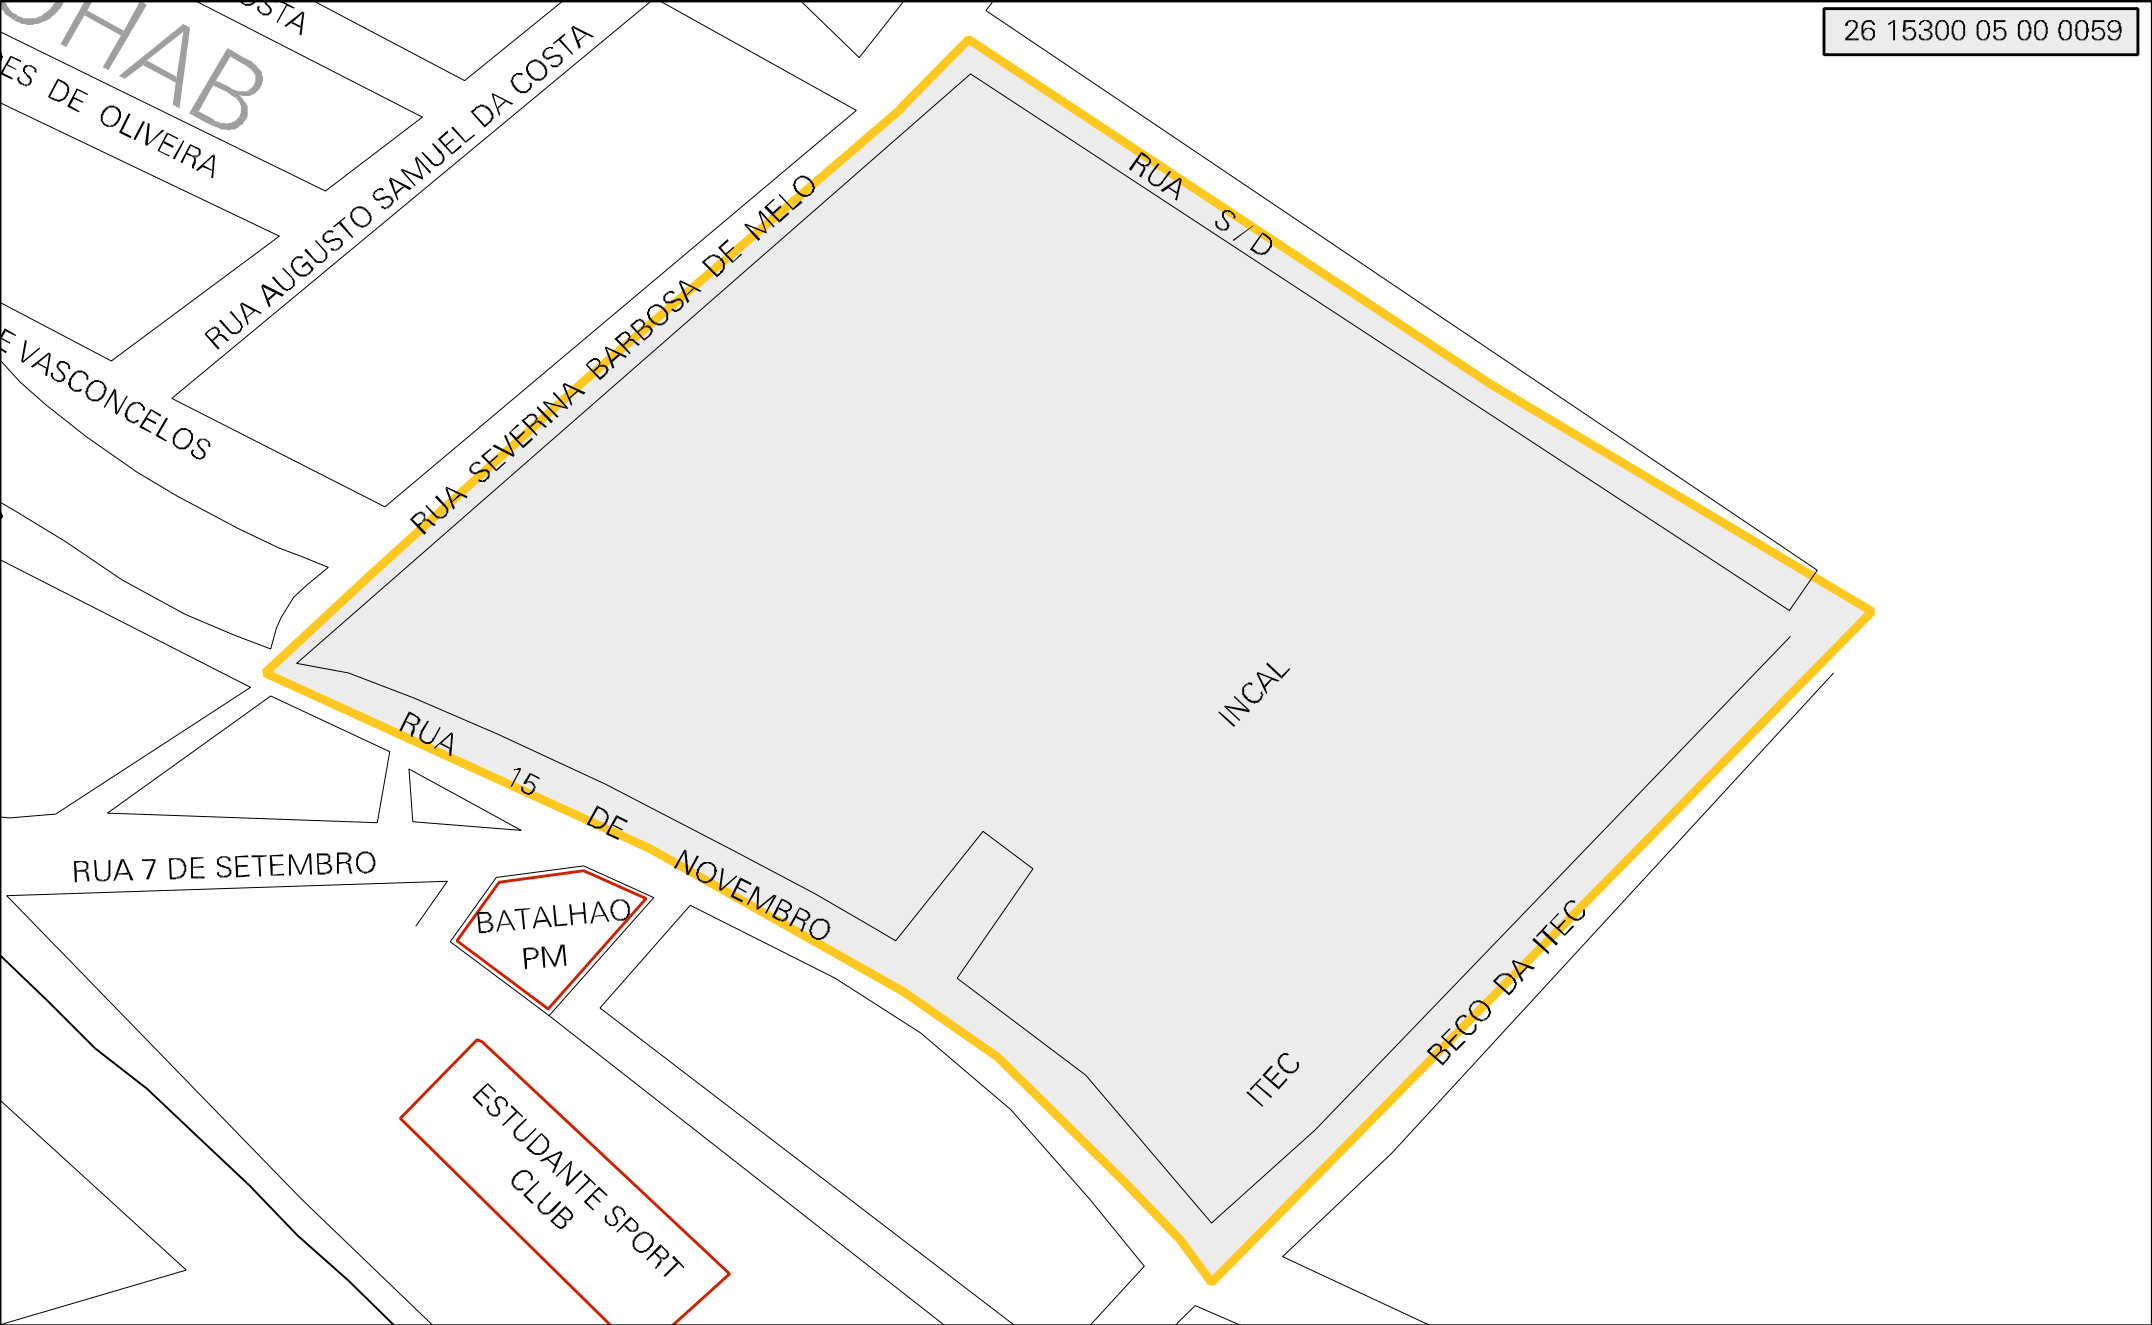 26 15300 05 00 0059
OSTA
OHAB
ES DE OLIVEIRA
RUA AUGUSTO SAMUEL DA COSTA
E VASCONCELOS
RUA SEVERINA BARBOSA DE MELO
RUA S/D
INCAL
RUA 15 DE NOVEMBRO
RUA 7 DE SETEMBRO
BATALHAO
PM
BECO DA ITEC
ITEC
ESTUDANTE SPORT
CLUB